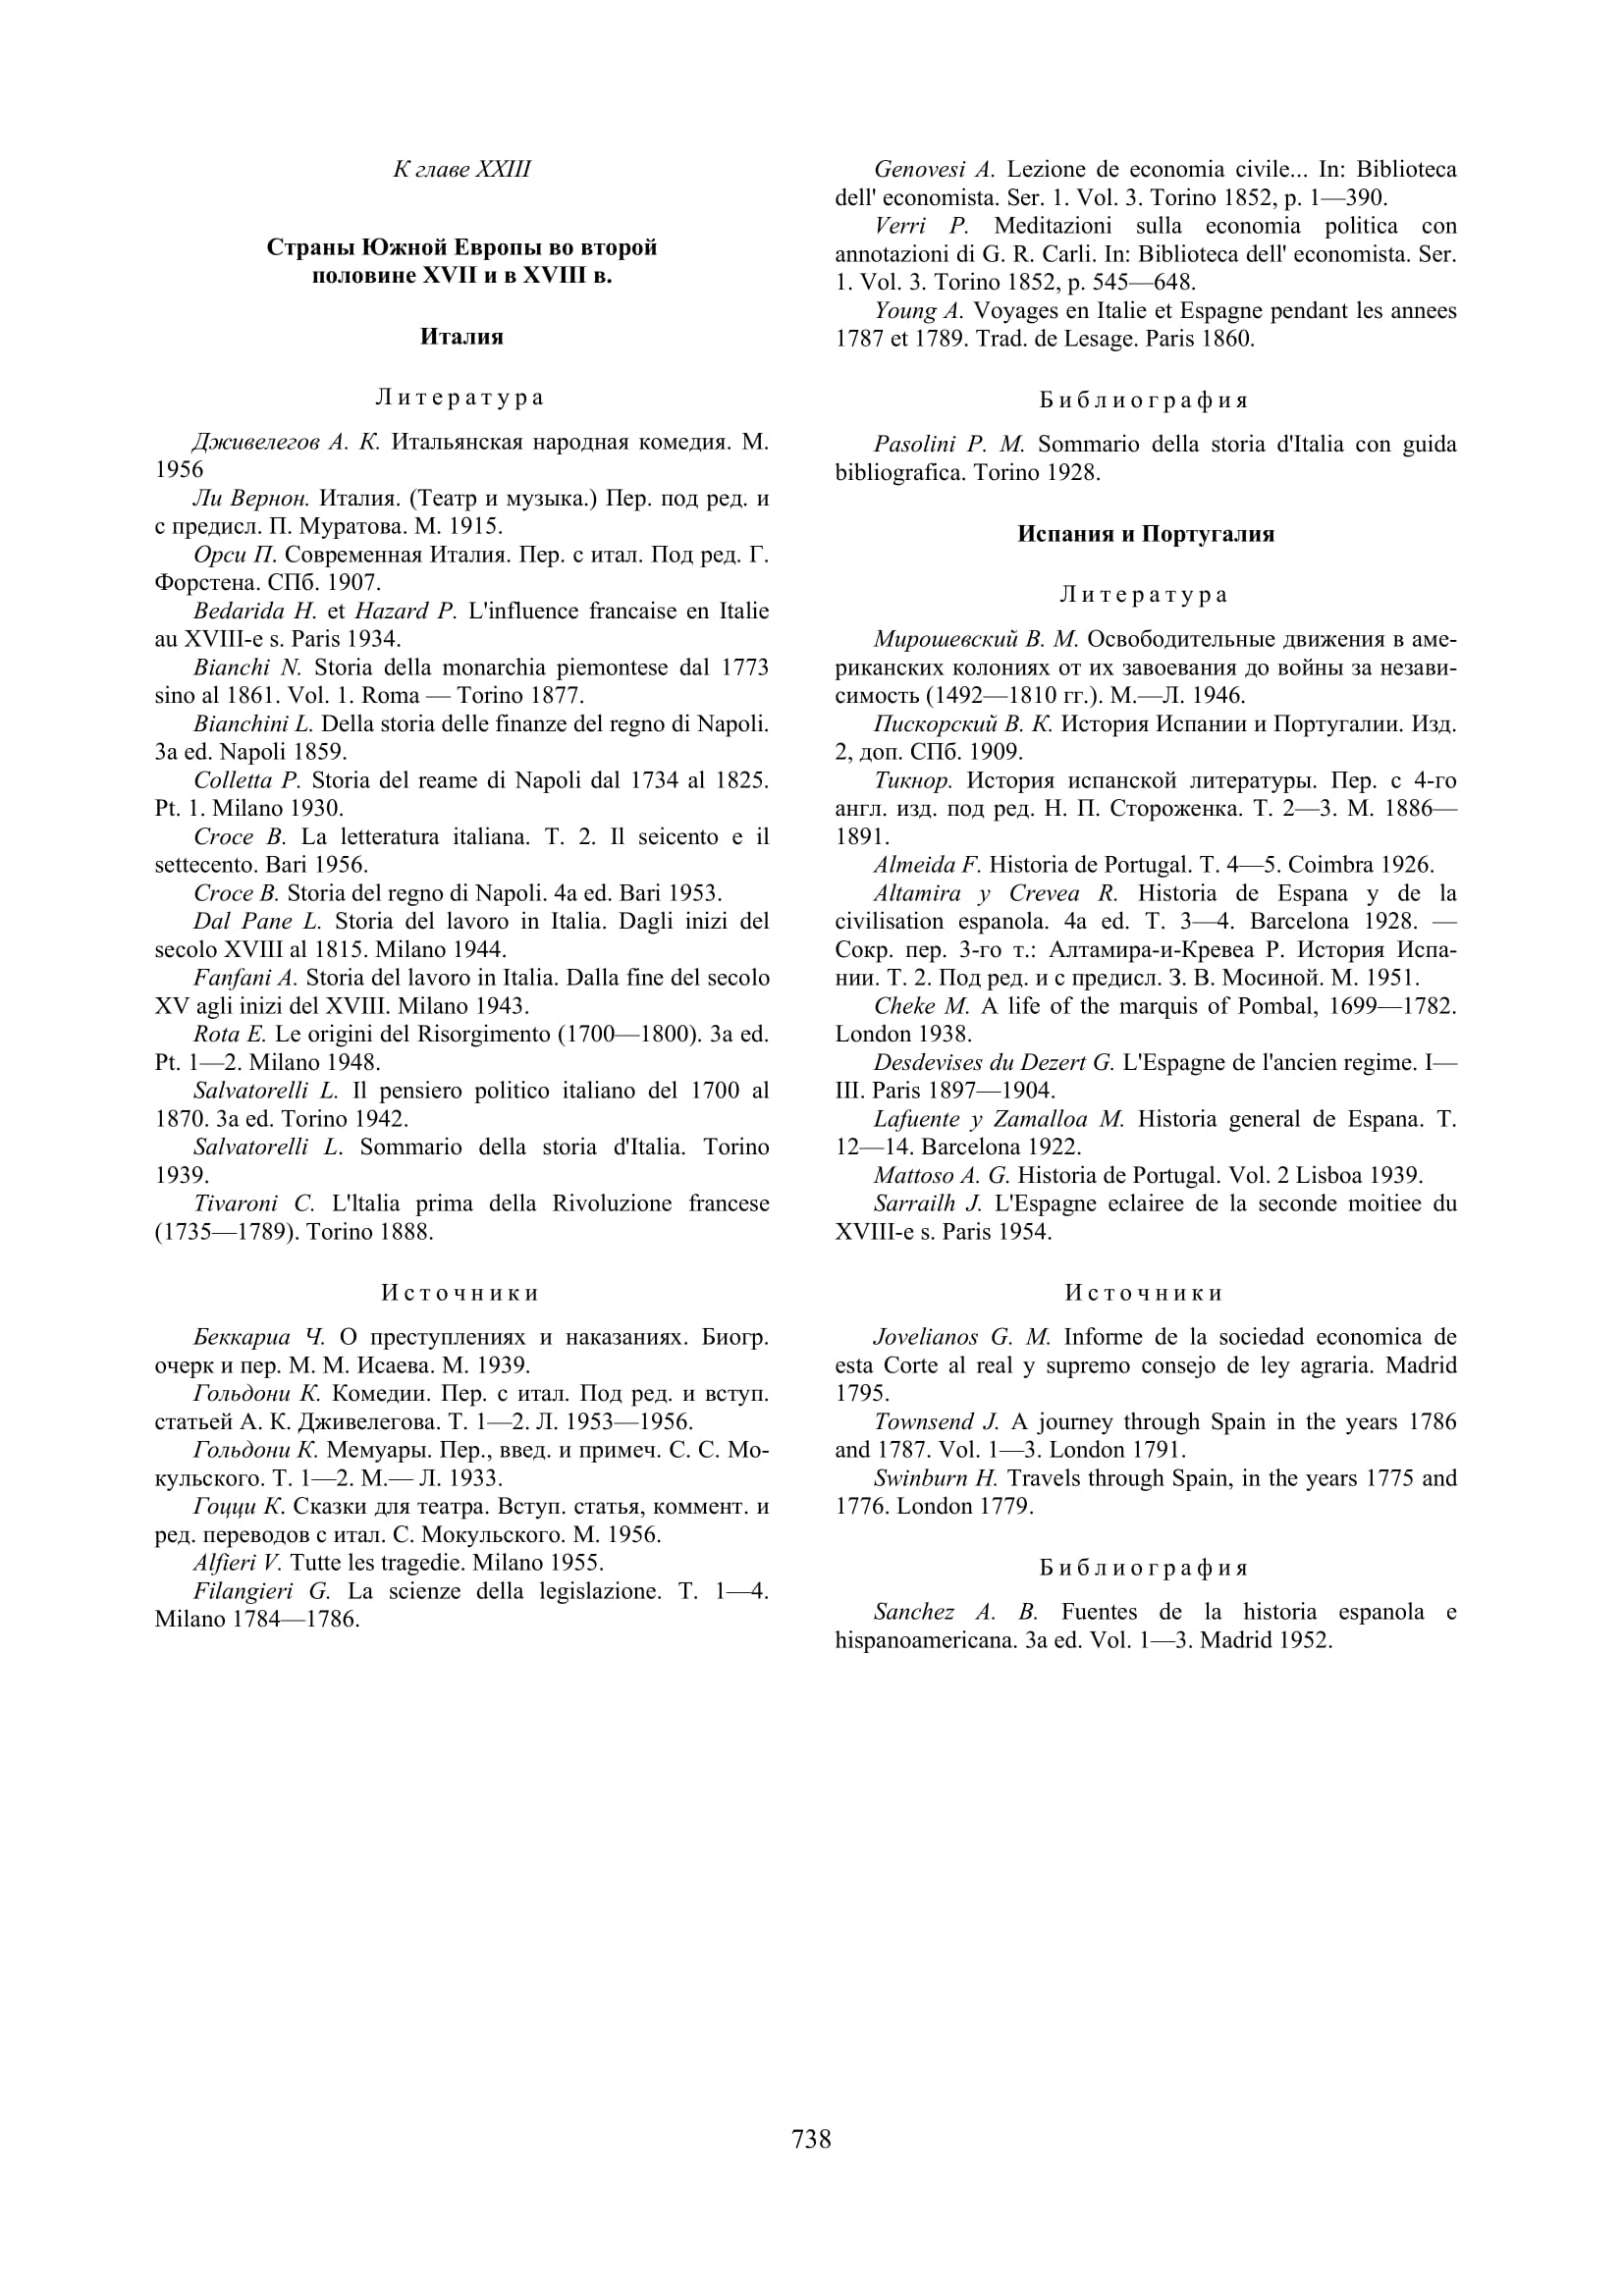 К главе XXIII
Страны Южной Европы во второй
половине XVII и в XVIII в.
Италия
Литература
Дживелегов А. К. Итальянская народная комедия. М.
1956
Ли Вернон. Италия. (Театр и музыка.) Пер. под ред. и
с предисл. П. Муратова. М. 1915.
Орси П. Современная Италия. Пер. с итал. Под ред. Г.
Форстена. СПб. 1907.
Bedarida H. et Hazard P. L'influence francaise en Italie
au XVIII-e s. Paris 1934.
Bianchi N. Storia della monarchia piemontese dal 1773
sino al 1861. Vol. 1. Roma — Torino 1877.
Bianchini L. Della storia delle finanze del regno di Napoli.
3a ed. Napoli 1859.
Colletta P. Storia del reame di Napoli dal 1734 al 1825.
Pt. 1. Milano 1930.
Croce B. La letteratura italiana. T. 2. Il seicento e il
settecento. Bari 1956.
Croce B. Storia del regno di Napoli. 4a ed. Bari 1953.
Dal Pane L. Storia del lavoro in Italia. Dagli inizi del
secolo XVIII al 1815. Milano 1944.
Fanfani A. Storia del lavoro in Italia. Dalla fine del secolo
XV agli inizi del XVIII. Milano 1943.
Rota E. Le origini del Risorgimento (1700—1800). 3a ed.
Pt. 1—2. Milano 1948.
Salvatorelli L. Il pensiero politico italiano del 1700 al
1870. 3a ed. Torino 1942.
Salvatorelli L. Sommario della storia d'Italia. Torino
1939.
Tivaroni C. L'ltalia prima della Rivoluzione francese
(1735—1789). Torino 1888.
Источники
Беккариа Ч. О преступлениях и наказаниях. Биогр.
очерк и пер. М. М. Исаева. М. 1939.
Гольдони К. Комедии. Пер. с итал. Под ред. и вступ.
статьей А. К. Дживелегова. Т. 1—2. Л. 1953—1956.
Гольдони К. Мемуары. Пер., введ. и примеч. С. С. Мо-
кульского. Т. 1—2. М.— Л. 1933.
Гоцци К. Сказки для театра. Вступ. статья, коммент. и
ред. переводов с итал. С. Мокульского. М. 1956.
Alfieri V. Tutte les tragedie. Milano 1955.
Filangieri G. La scienze della legislazione. T. 1—4.
Milano 1784—1786.
Genovesi A. Lezione de economia civile... In: Biblioteca
dell' economista. Ser. 1. Vol. 3. Torino 1852, p. 1—390.
Verri P. Meditazioni sulla economia politica con
annotazioni di G. R. Carli. In: Biblioteca dell' economista. Ser.
1. Vol. 3. Torino 1852, p. 545—648.
Young A. Voyages en Italie et Espagne pendant les annees
1787 et 1789. Trad. de Lesage. Paris 1860.
Библиография
Pasolini P. M. Sommario della storia d'Italia con guida
bibliografica. Torino 1928.
Испания и Португалия
Литература
Мирошевский В. М. Освободительные движения в аме-
риканских колониях от их завоевания до войны за незави-
симость (1492—1810 гг.). М.—Л. 1946.
Пискорский В. К. История Испании и Португалии. Изд.
2, доп. СПб. 1909.
Тикнор. История испанской литературы. Пер. с 4-го
англ. изд. под ред. Н. П. Стороженка. Т. 2—3. М. 1886—
1891.
Almeida F. Historia de Portugal. T. 4—5. Coimbra 1926.
Altamira y Crevea R. Historia de Espana y de la
civilisation espanola. 4a ed. T. 3—4. Barcelona 1928. —
Сокр. пер. 3-го т.: Алтамира-и-Кревеа Р. История Испа-
нии. Т. 2. Под ред. и с предисл. З. В. Мосиной. М. 1951.
Cheke M. A life of the marquis of Pombal, 1699—1782.
London 1938.
Desdevises du Dezert G. L'Espagne de l'ancien regime. I—
III. Paris 1897—1904.
Lafuente y Zamalloa M. Historia general de Espana. T.
12—14. Barcelona 1922.
Mattoso A. G. Historia de Portugal. Vol. 2 Lisboa 1939.
Sarrailh J. L'Espagne eclairee de la seconde moitiee du
XVIII-e s. Paris 1954.
Источники
Jovelianos G. M. Informe de la sociedad economica de
esta Corte al real y supremo consejo de ley agraria. Madrid
1795.
Townsend J. A journey through Spain in the years 1786
and 1787. Vol. 1—3. London 1791.
Swinburn H. Travels through Spain, in the years 1775 and
1776. London 1779.
Библиография
Sanchez A. B. Fuentes de la historia espanola e
hispanoamericana. 3a ed. Vol. 1—3. Madrid 1952.
738